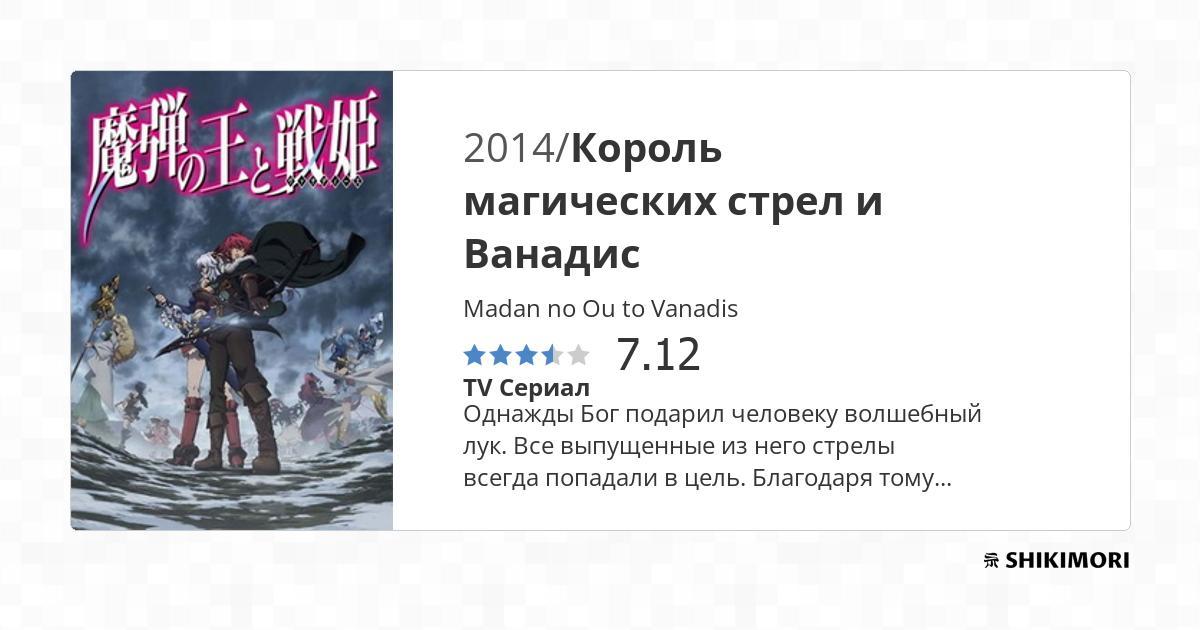 魔弾の王と戦姫
2014/Король
магических стрел и
Ванадис
Madan no Ou to Vanadis
7.12
TV Сериал
Однажды Бог подарил человеку волшебный
лук. Все выпущенные из него стрелы
всегда попадали в цель. Благодаря тому...
SHIKIMORI